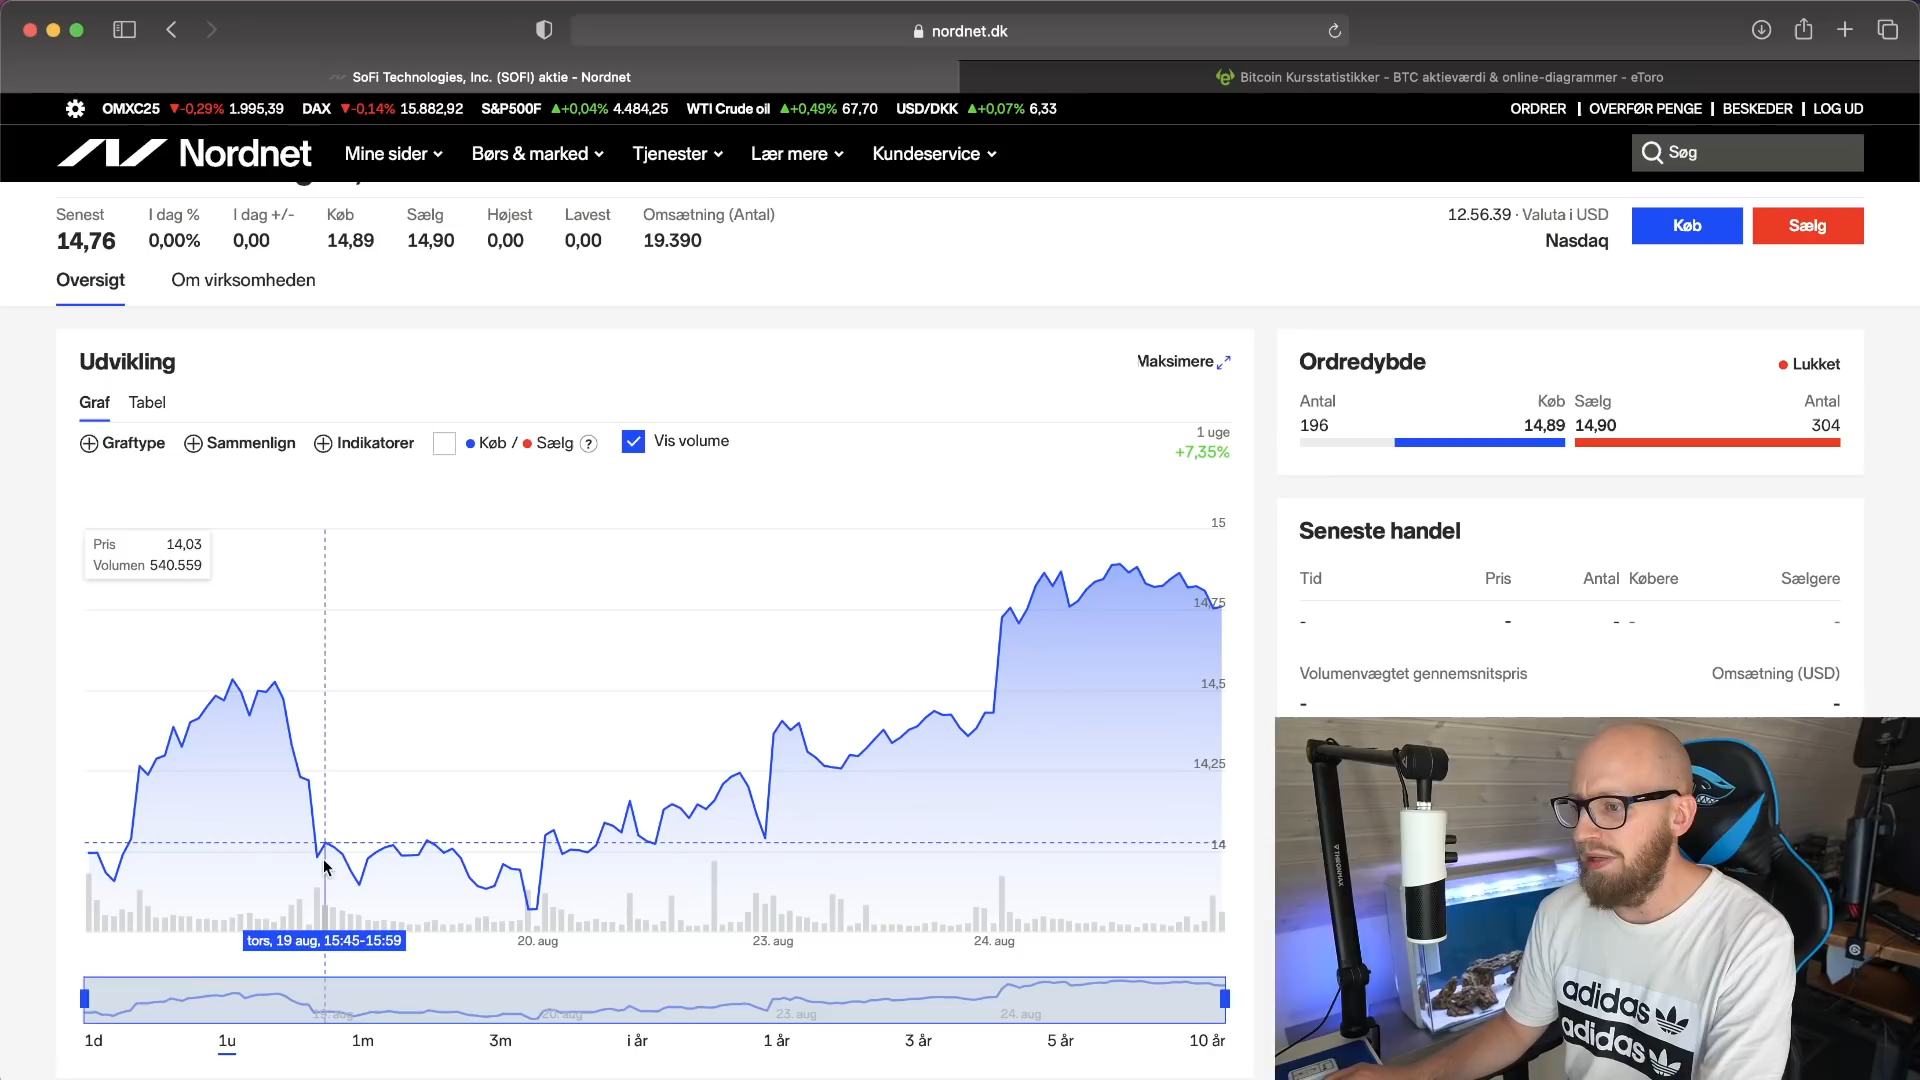 nordnet.dk
SoFi Technologies, Inc. (SOFI) aktie - Nordnet
Bitcoin Kursstatistikker - BTC aktieværdi & online-diagrammer - eToro
OMXC25 ▼-0,29% 1.995,39 DAX ▼-0,14% 15.882,92 S&P500F ▲+0,04% 4.484,25 WTI Crude oil ▲+0,49% 67,70 USD/DKK ▲+0,07% 6,33
ORDRER | OVERFØR PENGE | BESKEDER | LOG UD
Nordnet Mine sider Børs & marked Tjenester Lær mere Kundeservice
Søg
Senest I dag % I dag +/- Køb Sælg Højest Lavest Omsætning (Antal)
14,76 0,00% 0,00 14,89 14,90 0,00 0,00 19.390
12.56.39 · Valuta i USD
Nasdaq
Køb
Sælg
Oversigt Om virksomheden
Udvikling
Maksimere
Graf Tabel
Graftype Sammenlign Indikatorer Køb / Sælg ? Vis volume
1 uge
+7,35%
Pris 14,03
Volumen 540.559
15
14,75
14,5
14,25
14
tors, 19 aug, 15:45-15:59
20. aug
23. aug
24. aug
19. aug
20. aug
23. aug
24. aug
1d 1u 1m 3m i år 1 år 3 år 5 år 10 år
Ordredybde
Lukket
Antal Køb Sælg Antal
196 14,89 14,90 304
Seneste handel
Tid Pris Antal Købere Sælgere
- - - - -
Volumenvægtet gennemsnitspris Omsætning (USD)
- -
THRONMAX
adidas
adidas